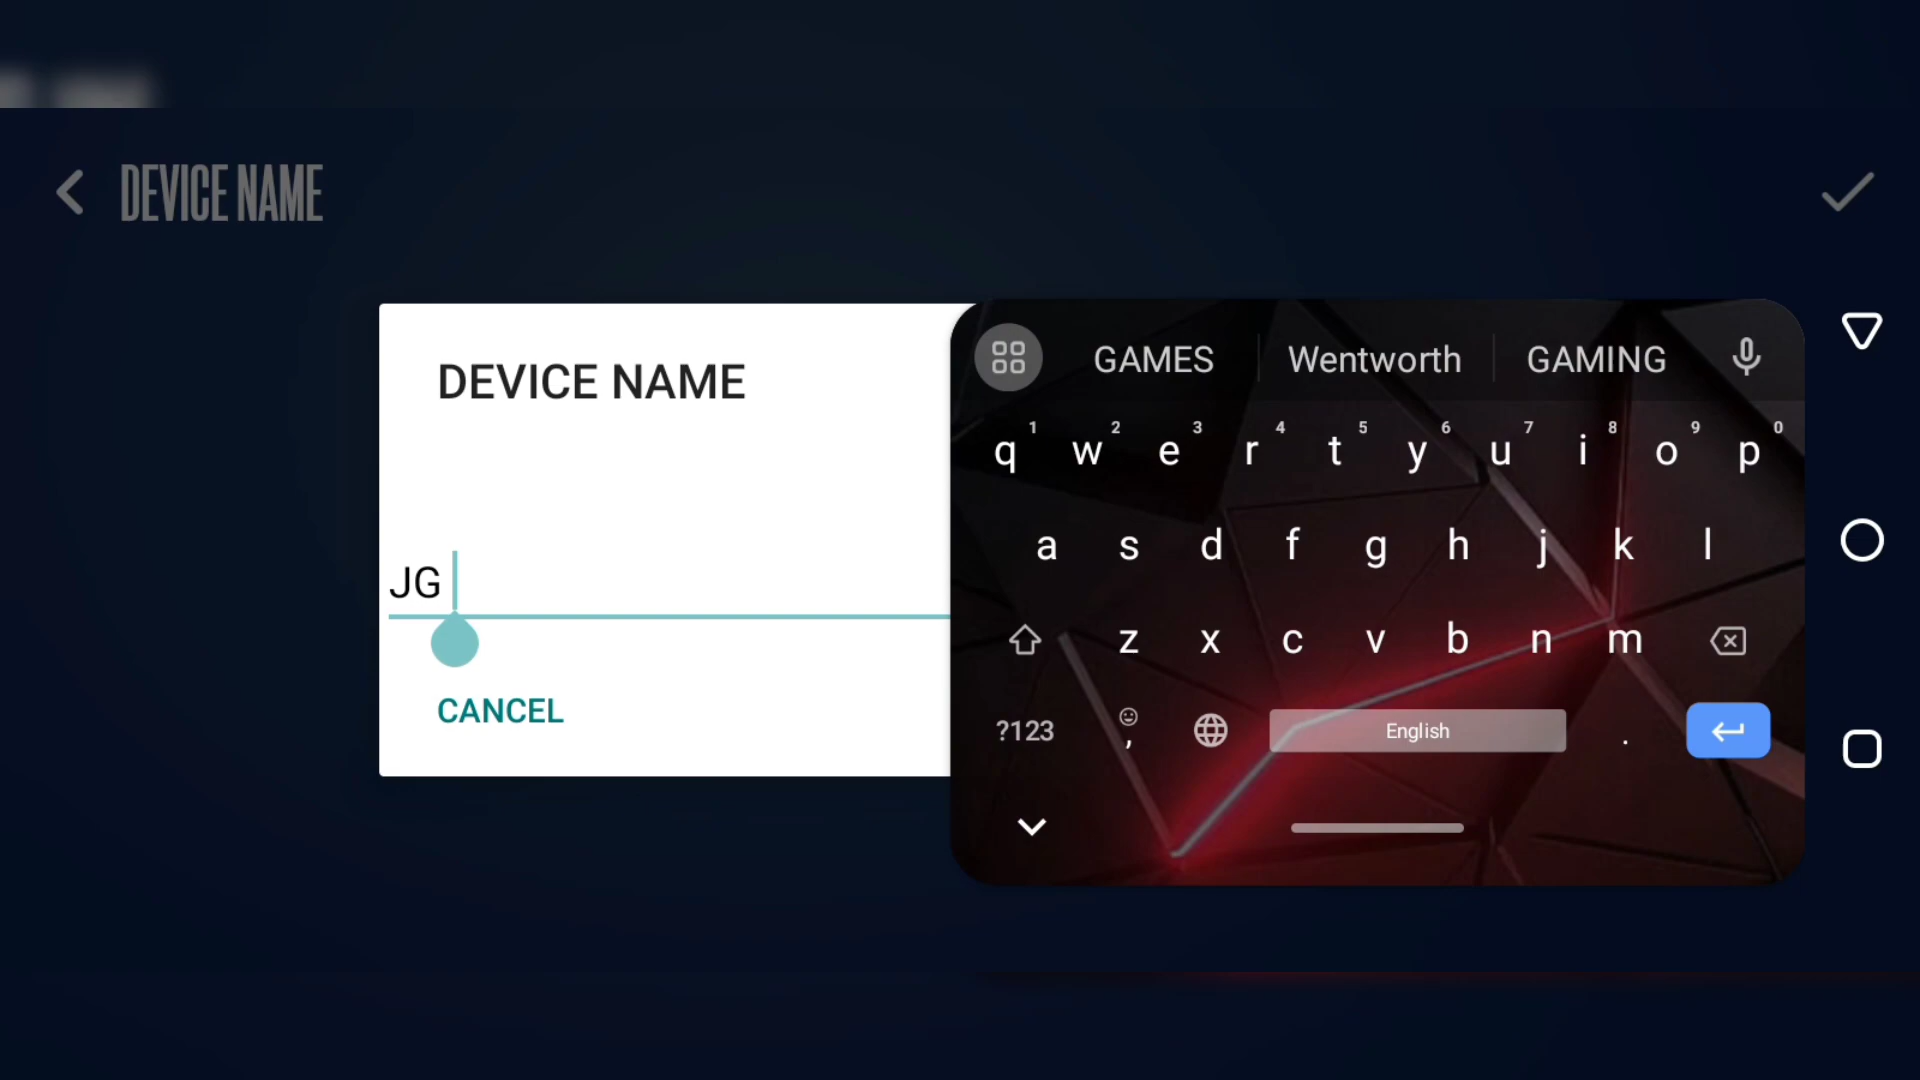 DEVICE NAME
DEVICE NAME
JG
CANCEL
GAMES Wentworth GAMING
1 2 3 4 5 6 7 8 9 0
q w e r t y u i o p
a s d f g h j k l
z x c v b n m
?123 , English .